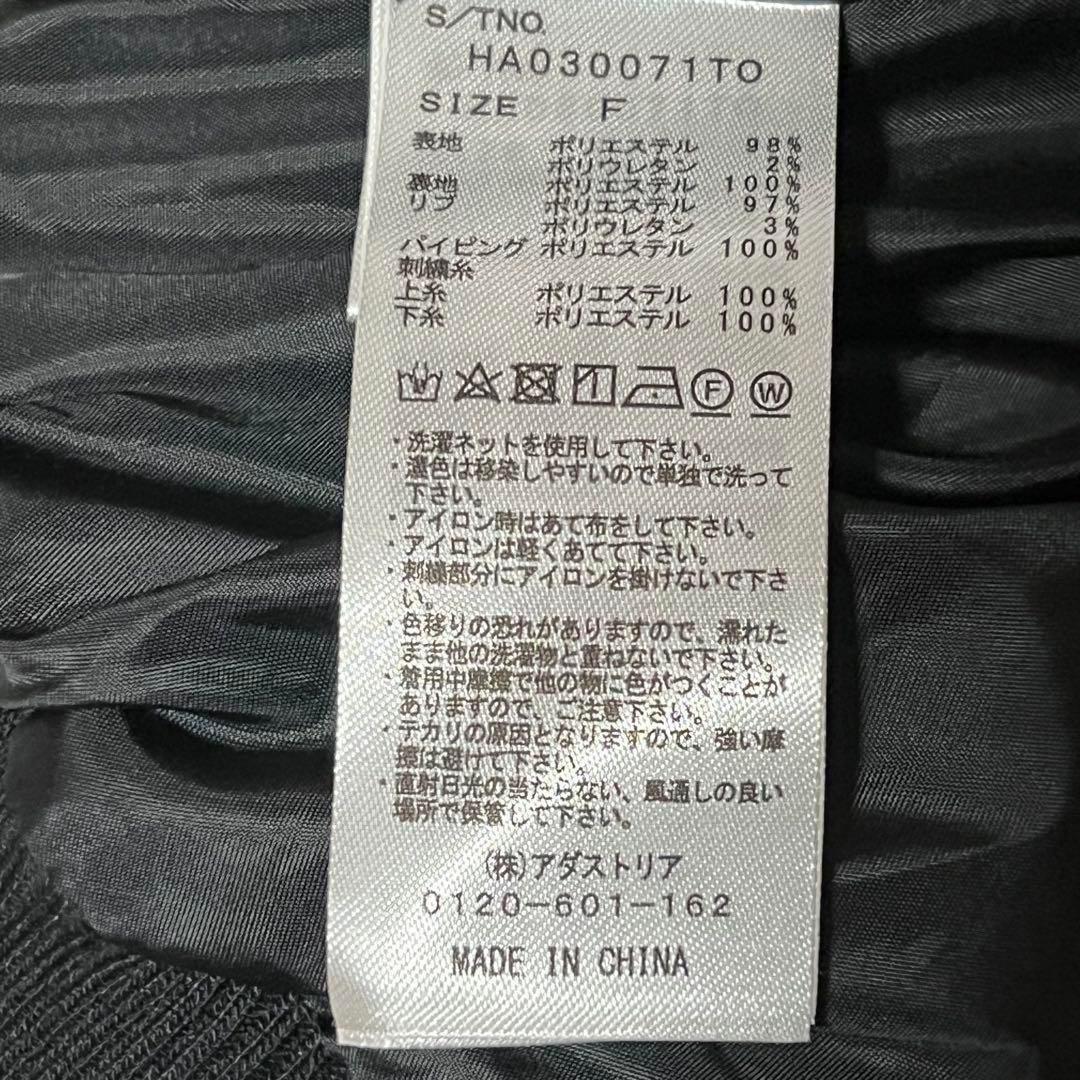 S/TNO.
HA030071TO
SIZE F
表地 ポリエステル 98%
ポリウレタン 2%
裏地 ポリエステル 100%
リブ ポリエステル 97%
ポリウレタン 3%
パイピング ポリエステル 100%
刺繍糸
上糸 ポリエステル 100%
下糸 ポリエステル 100%
F W
・洗濯ネットを使用して下さい。
・濃色は移染しやすいので単独で洗って
下さい。
・アイロン時はあて布をして下さい。
・アイロンは軽くあてて下さい。
・刺繍部分にアイロンを掛けないで下さ
い。
・色移りの恐れがありますので、濡れた
まま他の洗濯物と重ねないで下さい。
・着用中摩擦で他の物に色がつくことが
ありますので、ご注意下さい。
・テカリの原因となりますので、強い摩
擦は避けて下さい。
・直射日光の当たらない、風通しの良い
場所で保管して下さい。
(株)アダストリア
0120-601-162
MADE IN CHINA